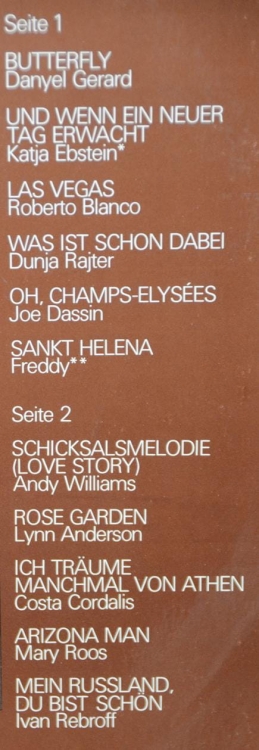 Seite 1
BUTTERFLY
Danyel Gerard
UND WENN EIN NEUER
TAG ERWACHT
Katja Ebstein*
LAS VEGAS
Roberto Blanco
WAS IST SCHON DABEI
Dunja Rajter
OH, CHAMPS-ELYSÉES
Joe Dassin
SANKT HELENA
Freddy**
Seite 2
SCHICKSALSMELODIE
(LOVE STORY)
Andy Williams
ROSE GARDEN
Lynn Anderson
ICH TRÄUME
MANCHMAL VON ATHEN
Costa Cordalis
ARIZONA MAN
Mary Roos
MEIN RUSSLAND,
DU BIST SCHÖN
Ivan Rebroff